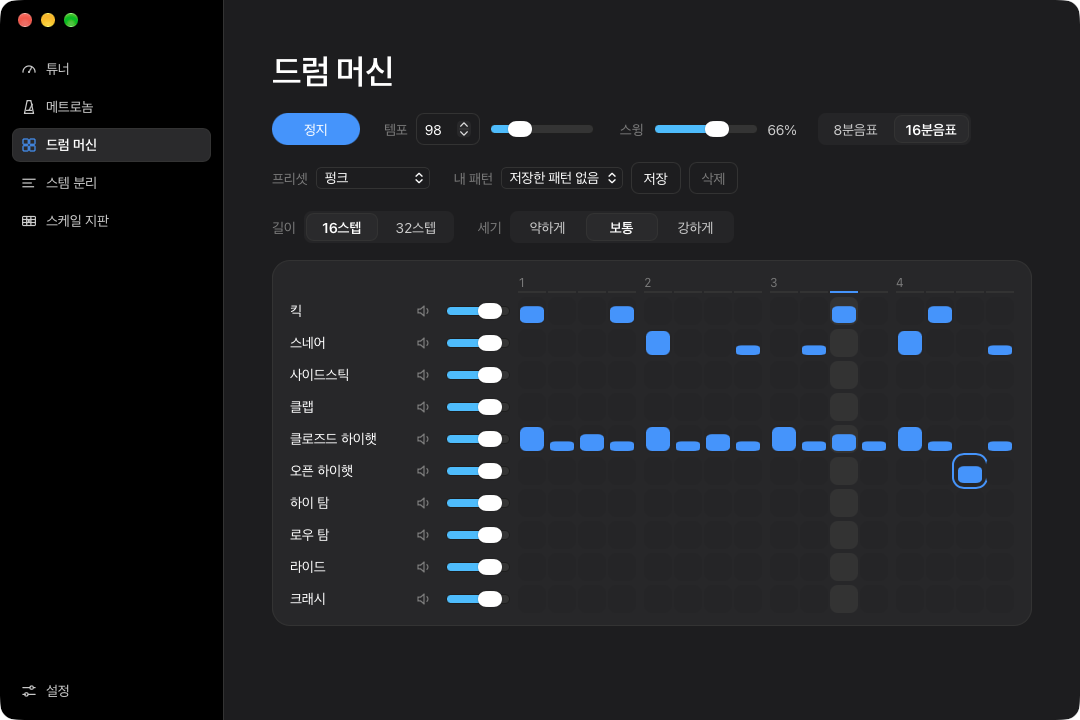 튜너
메트로놈
드럼 머신
스템 분리
스케일 지판
설정
드럼 머신
정지 템포 98 스윙 66% 8분음표 16분음표
프리셋 펑크 내 패턴 저장한 패턴 없음 저장 삭제
길이 16스텝 32스텝 세기 약하게 보통 강하게
1 2 3 4
킥
스네어
사이드스틱
클랩
클로즈드 하이햇
오픈 하이햇
하이 탐
로우 탐
라이드
크래시